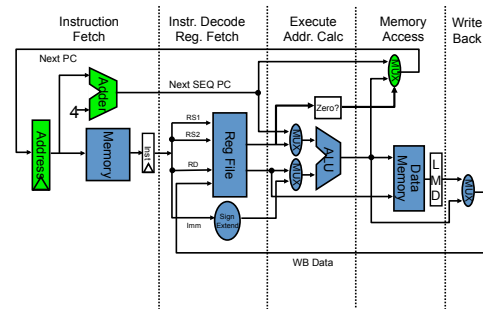 Instruction
Fetch
Instr. Decode
Reg. Fetch
Execute
Addr. Calc
Memory
Access
Write
Back
Next PC
Next SEQ PC
Adder
4
MUX
Zero?
RS1
RS2
RD
Imm
Address
Memory
Inst
Reg File
MUX
MUX
ALU
Data
Memory
L
M
D
MUX
Sign
Extend
WB Data